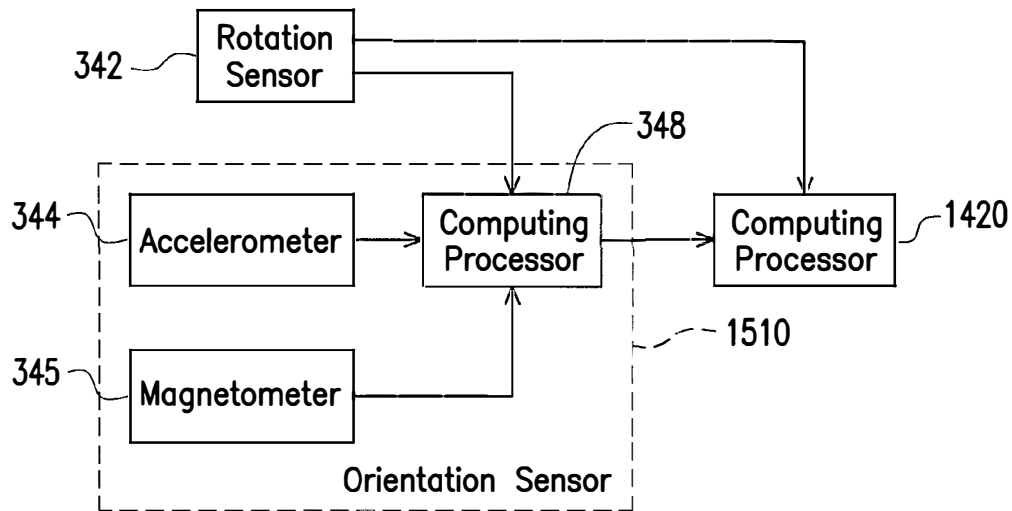 Rotation
Sensor
342
348
344
Accelerometer
Computing
Processor
Computing
Processor
1420
1510
345
Magnetometer
Orientation Sensor